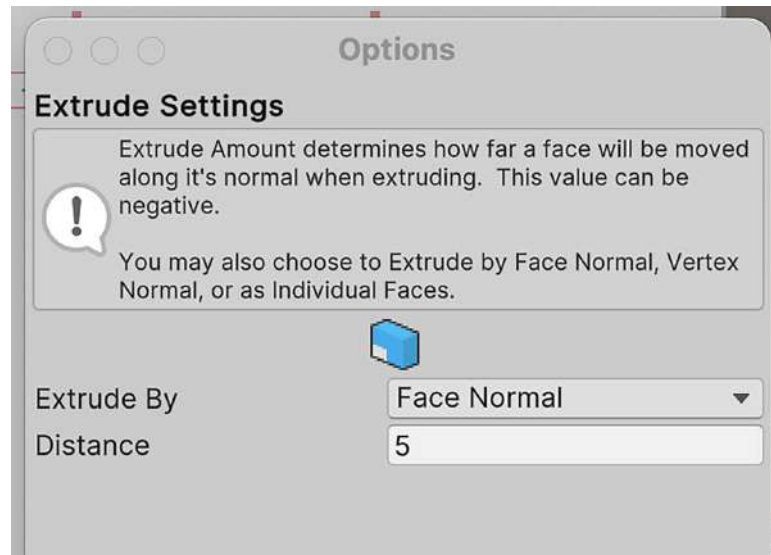 Options
Extrude Settings
Extrude Amount determines how far a face will be moved
along it's normal when extruding.  This value can be
negative.
You may also choose to Extrude by Face Normal, Vertex
Normal, or as Individual Faces.
Extrude By
Face Normal
Distance
5